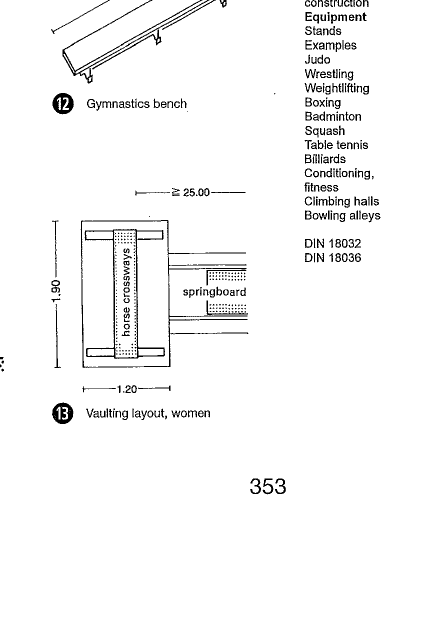 construction
Equipment
Stands
Examples
Judo
Wrestling
Weightlifting
Boxing
Badminton
Squash
Table tennis
Billiards
Conditioning,
fitness
Climbing halls
Bowling alleys
DIN 18032
DIN 18036
12 Gymnastics bench
≧ 25.00
1.90
horse crossways
springboard
1.20
13 Vaulting layout, women
353